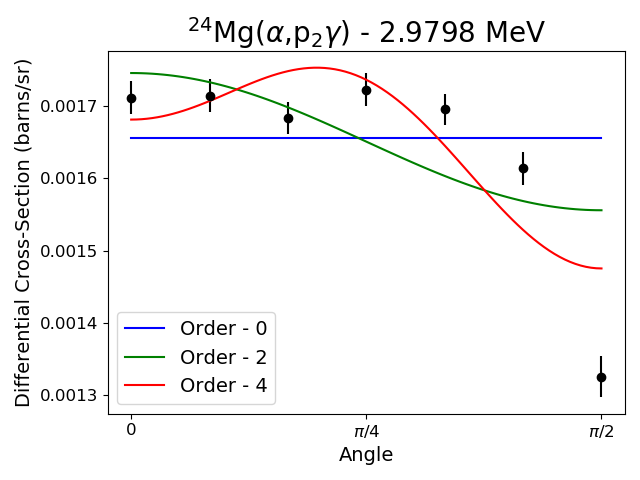 ²⁴Mg(α,p₂γ) - 2.9798 MeV
Differential Cross-Section (barns/sr)
0.0017
0.0016
0.0015
0.0014
0.0013
Order - 0
Order - 2
Order - 4
0 π/4 π/2
Angle